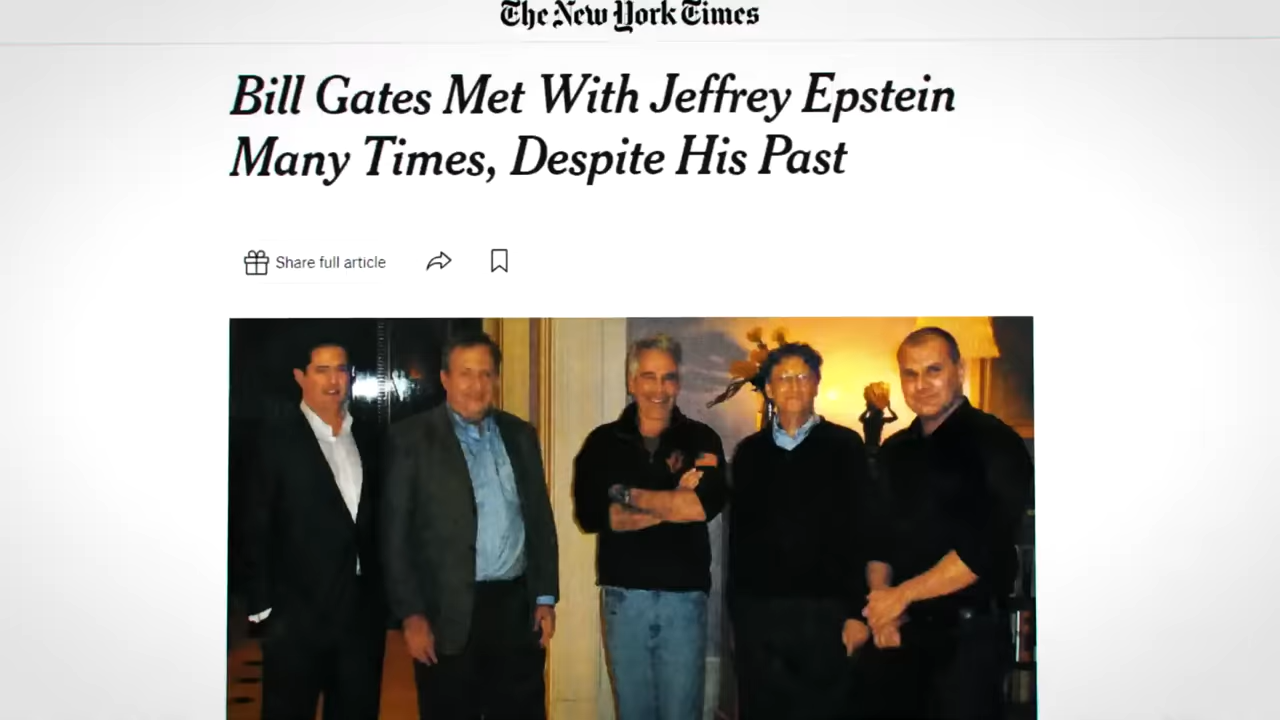 The New York Times
Bill Gates Met With Jeffrey Epstein
Many Times, Despite His Past
Share full article